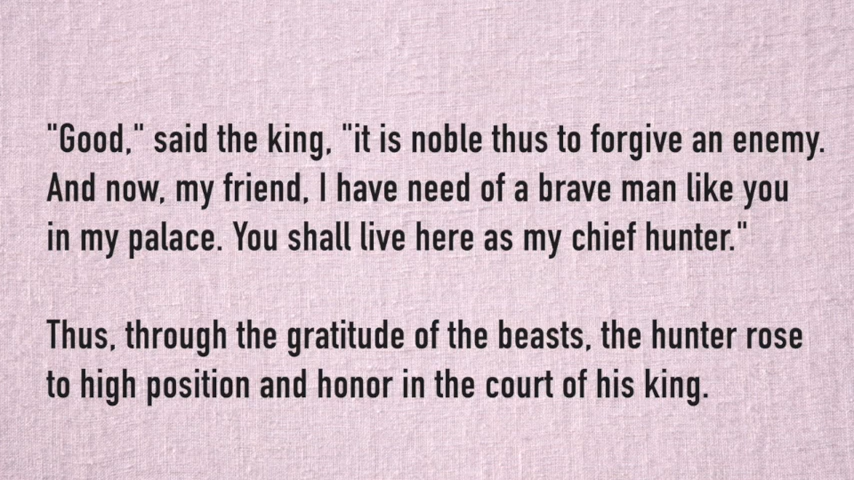 "Good," said the king, "it is noble thus to forgive an enemy.
And now, my friend, I have need of a brave man like you
in my palace. You shall live here as my chief hunter."
Thus, through the gratitude of the beasts, the hunter rose
to high position and honor in the court of his king.